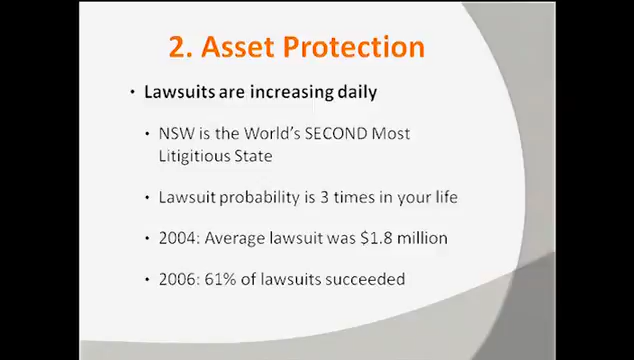 2. Asset Protection
• Lawsuits are increasing daily
• NSW is the World's SECOND Most
Litigitious State
• Lawsuit probability is 3 times in your life
• 2004: Average lawsuit was $1.8 million
• 2006: 61% of lawsuits succeeded